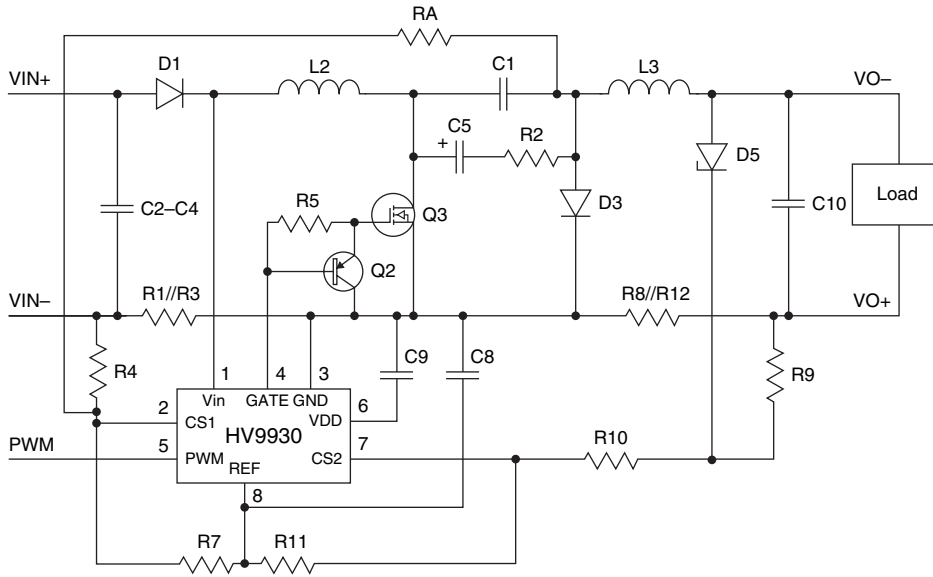 RA
VIN+
D1
L2
C1
L3
VO–
C5
+
R2
D5
C2–C4
R5
Q3
D3
C10
Load
Q2
VIN–
R1//R3
R8//R12
VO+
R4
1
4
3
C9
C8
R9
2
Vin
GATE
GND
6
CS1
VDD
HV9930
7
R10
PWM
5
PWM
REF
CS2
8
R7
R11